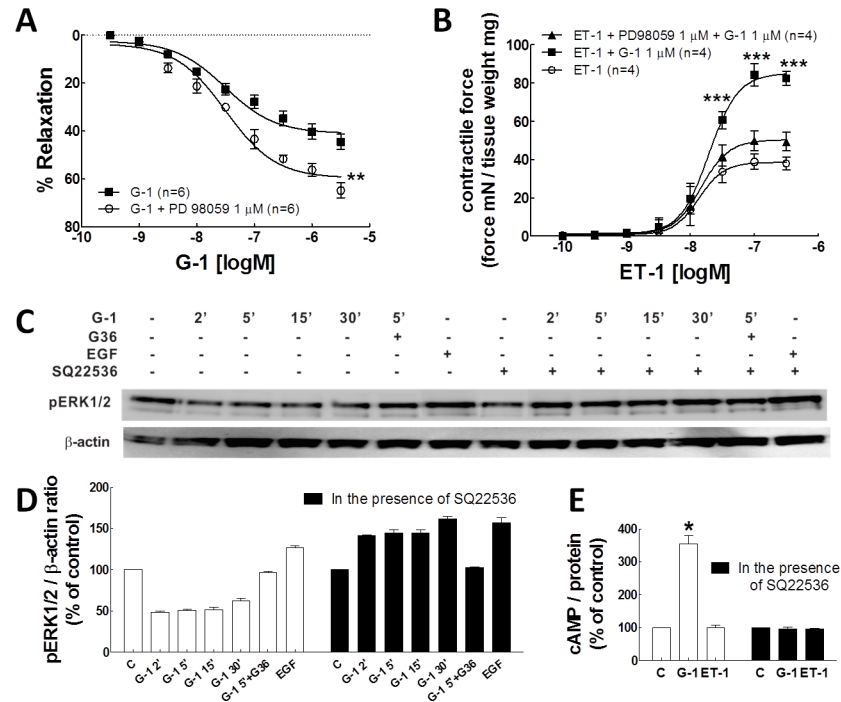 A
0
20
40
60
80
% Relaxation
**
G-1 (n=6)
G-1 + PD 98059 1 μM (n=6)
-10 -9 -8 -7 -6 -5
G-1 [logM]
B
ET-1 + PD98059 1 μM + G-1 1 μM (n=4)
ET-1 + G-1 1 μM (n=4)
ET-1 (n=4)
100
80
60
40
20
0
contractile force
(force mN / tissue weight mg)
*** *** ***
-10 -9 -8 -7 -6
ET-1 [logM]
C
G-1 - 2' 5' 15' 30' 5' - - 2' 5' 15' 30' 5' -
G36 - - - - - + - - - - - - + -
EGF - - - - - - + - - - - - - +
SQ22536 - - - - - - - + + + + + + +
pERK1/2
β-actin
D
200
150
100
50
0
pERK1/2 / β-actin ratio
(% of control)
In the presence of SQ22536
C G-1 2' G-1 5' G-1 15' G-1 30' G-1 5'+G36 EGF C G-1 2' G-1 5' G-1 15' G-1 30' G-1 5'+G36 EGF
E
400
300
200
100
0
cAMP / protein
(% of control)
*
In the presence
of SQ22536
C G-1 ET-1 C G-1 ET-1